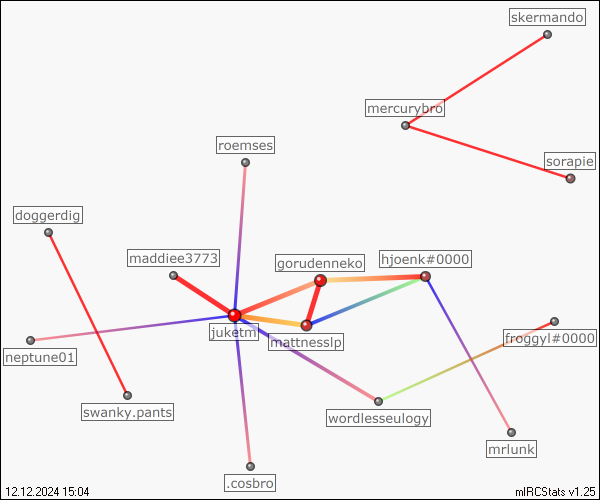 skermando
mercurybro
roemses
sorapie
doggerdig
maddiee3773
gorudenneko
hjoenk#0000
juketm
mattnesslp
froggyl#0000
neptune01
swanky.pants
wordlesseulogy
mrlunk
.cosbro
12.12.2024 15:04
mIRCStats v1.25